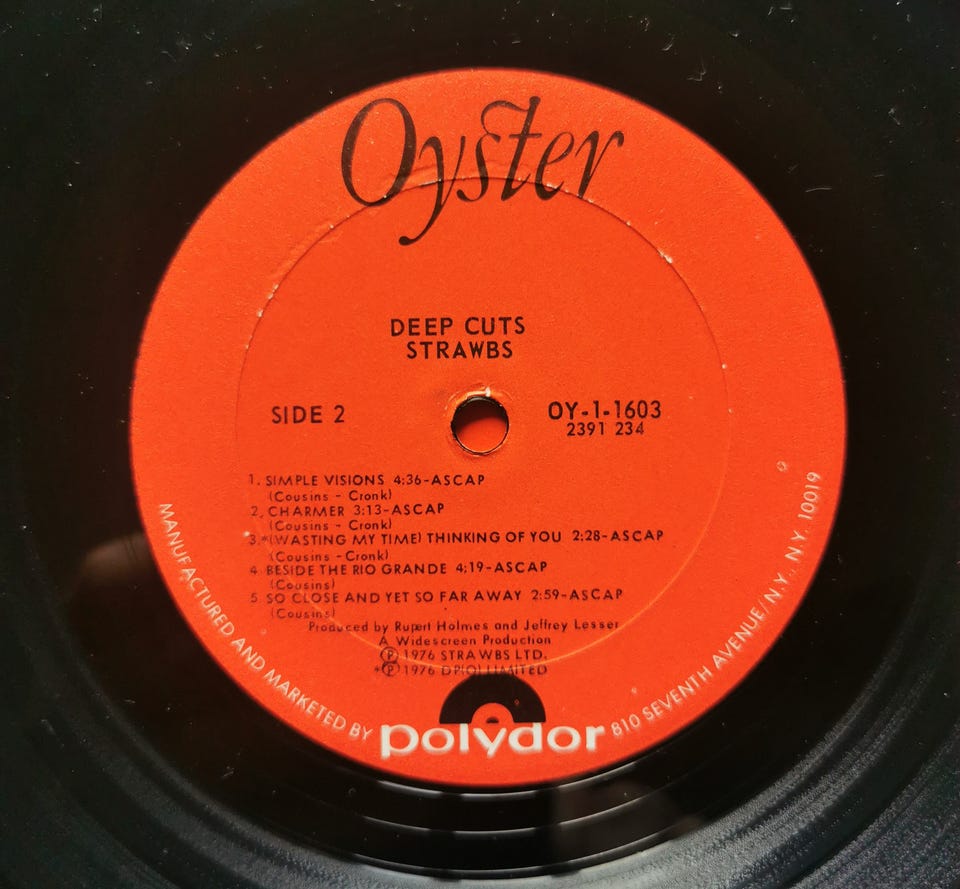 Oyster
DEEP CUTS
STRAWBS
SIDE 2
OY-1-1603
2391 234
1. SIMPLE VISIONS 4:36-ASCAP
(Cousins - Cronk)
2. CHARMER 3:13-ASCAP
(Cousins - Cronk)
3.*(WASTING MY TIME) THINKING OF YOU 2:28-ASCAP
(Cousins - Cronk)
4. BESIDE THE RIO GRANDE 4:19-ASCAP
(Cousins)
5. SO CLOSE AND YET SO FAR AWAY 2:59-ASCAP
(Cousins)
Produced by Rupert Holmes and Jeffrey Lesser
A Widescreen Production
Ⓟ 1976 STRAWBS LTD.
*Ⓟ 1976 DP(O) LIMITED
MANUFACTURED AND MARKETED BY polydor 810 SEVENTH AVENUE/N.Y., N.Y. 10019